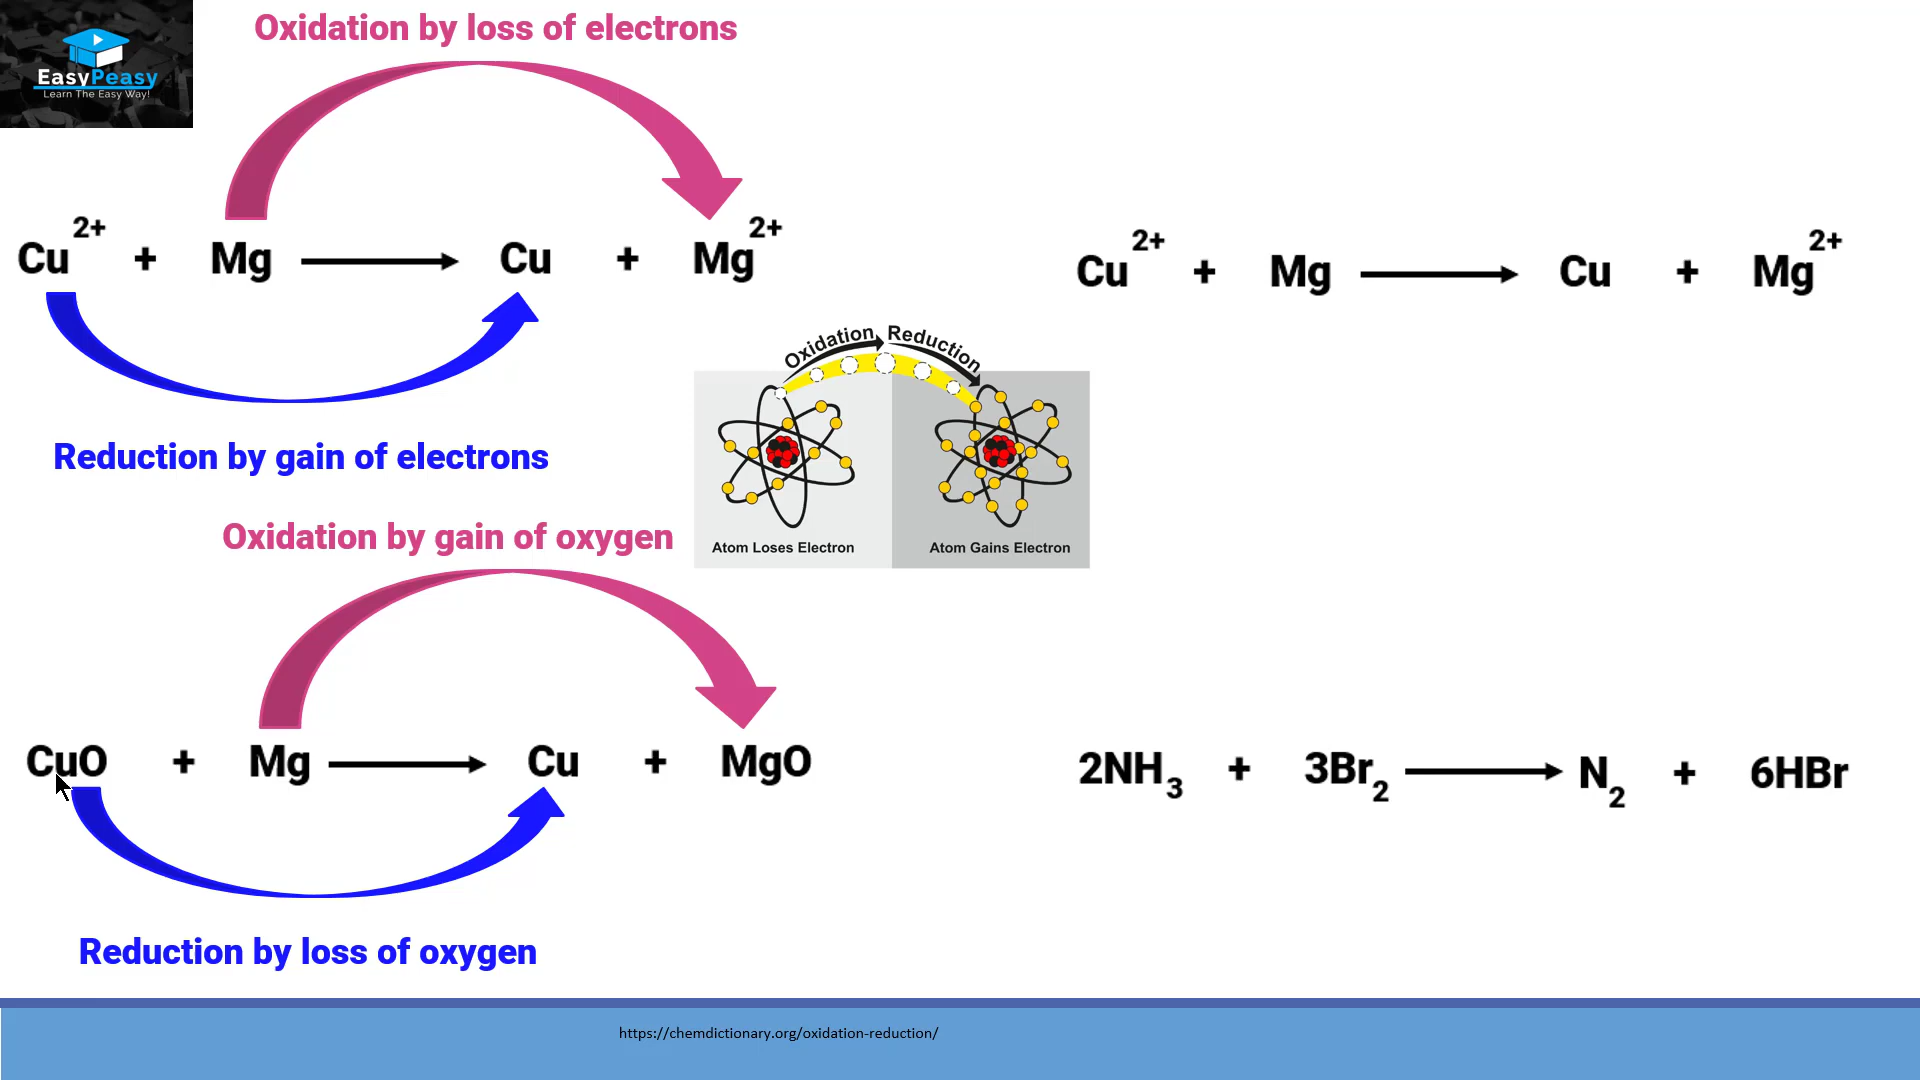 EasyPeasy
Learn The Easy Way!
Oxidation by loss of electrons
Cu²⁺ + Mg ⟶ Cu + Mg²⁺
Reduction by gain of electrons
Cu²⁺ + Mg ⟶ Cu + Mg²⁺
Oxidation Reduction
Atom Loses Electron
Atom Gains Electron
Oxidation by gain of oxygen
CuO + Mg ⟶ Cu + MgO
Reduction by loss of oxygen
2NH₃ + 3Br₂ ⟶ N₂ + 6HBr
https://chemdictionary.org/oxidation-reduction/